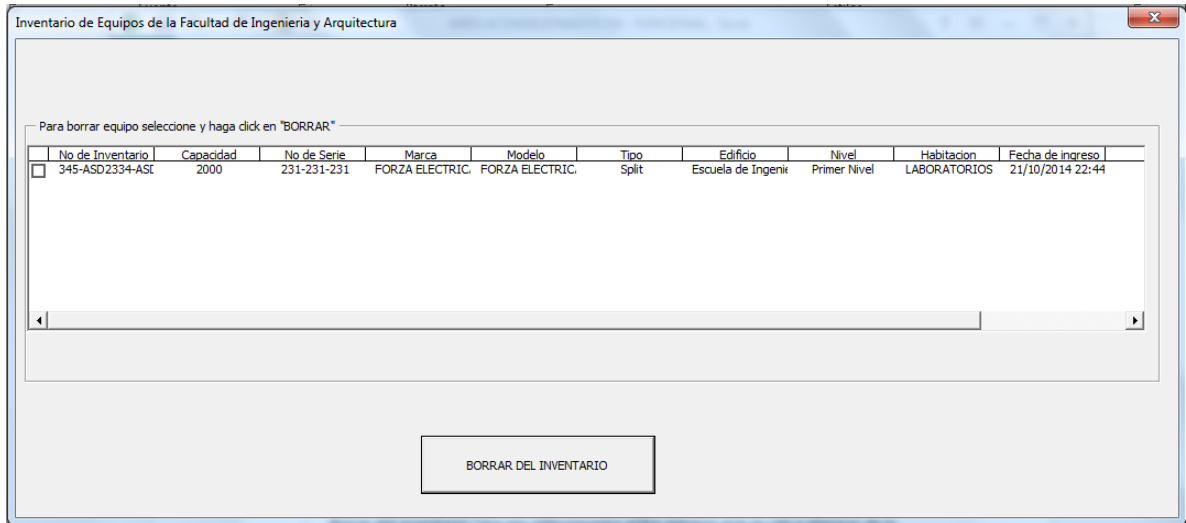 Inventario de Equipos de la Facultad de Ingenieria y Arquitectura
Para borrar equipo seleccione y haga click en "BORRAR"
No de Inventario Capacidad No de Serie Marca Modelo Tipo Edificio Nivel Habitacion Fecha de ingreso
345-ASD2334-ASD 2000 231-231-231 FORZA ELECTRIC FORZA ELECTRIC Split Escuela de Ingenie Primer Nivel LABORATORIOS 21/10/2014 22:44
BORRAR DEL INVENTARIO